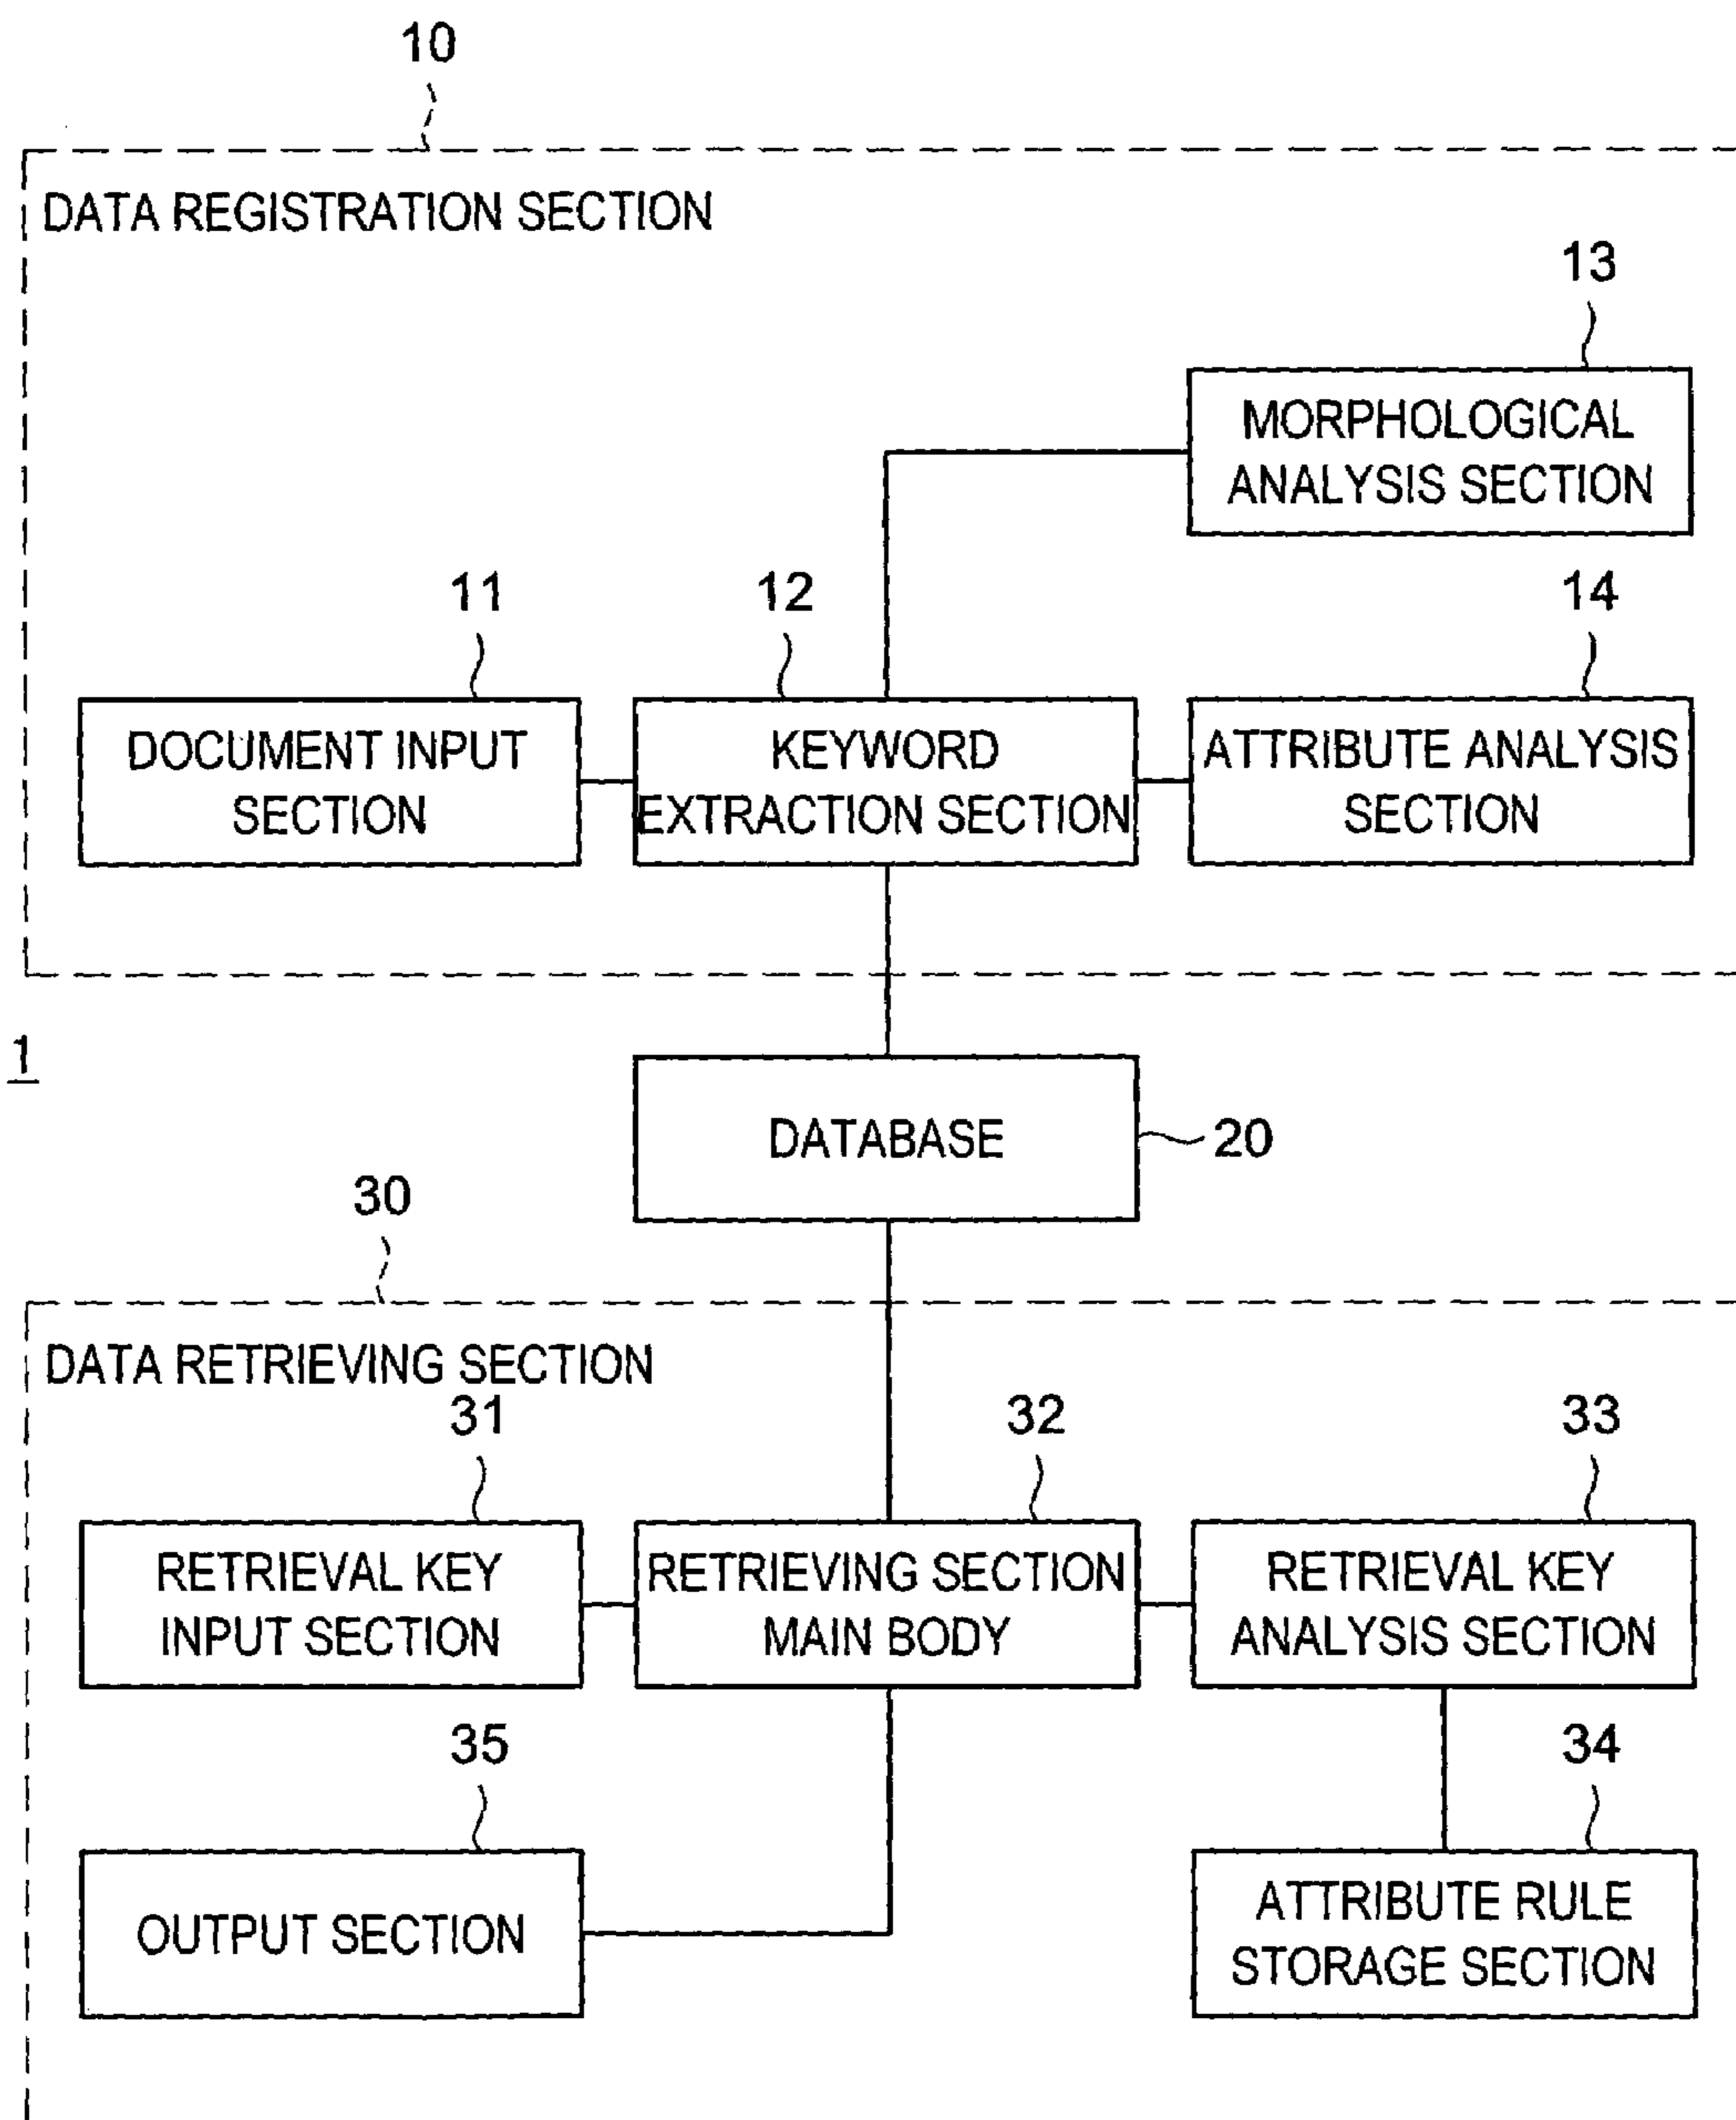 10
DATA REGISTRATION SECTION
13
MORPHOLOGICAL
ANALYSIS SECTION
11
12
14
DOCUMENT INPUT
SECTION
KEYWORD
EXTRACTION SECTION
ATTRIBUTE ANALYSIS
SECTION
1
DATABASE
20
30
DATA RETRIEVING SECTION
31
32
33
RETRIEVAL KEY
INPUT SECTION
RETRIEVING SECTION
MAIN BODY
RETRIEVAL KEY
ANALYSIS SECTION
35
34
OUTPUT SECTION
ATTRIBUTE RULE
STORAGE SECTION